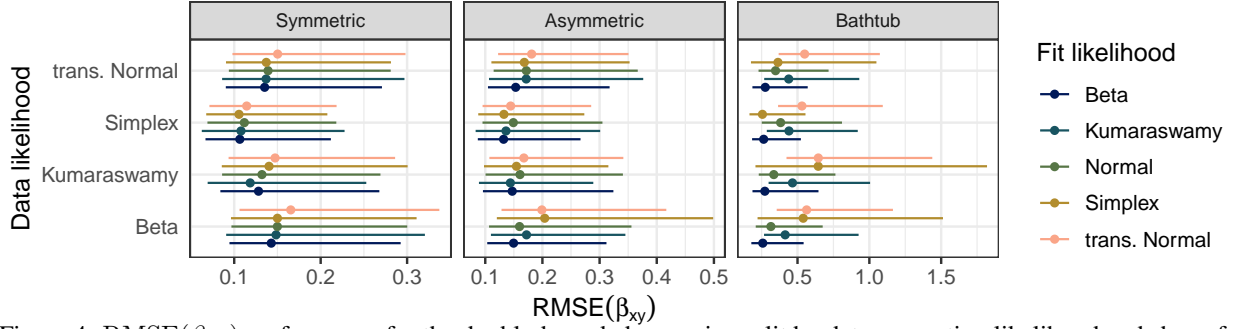 Symmetric
Asymmetric
Bathtub
Data likelihood
trans. Normal
Simplex
Kumaraswamy
Beta
0.1 0.2 0.3
0.1 0.2 0.3 0.4 0.5
0.5 1.0 1.5
RMSE(βxy)
Fit likelihood
Beta
Kumaraswamy
Normal
Simplex
trans. Normal